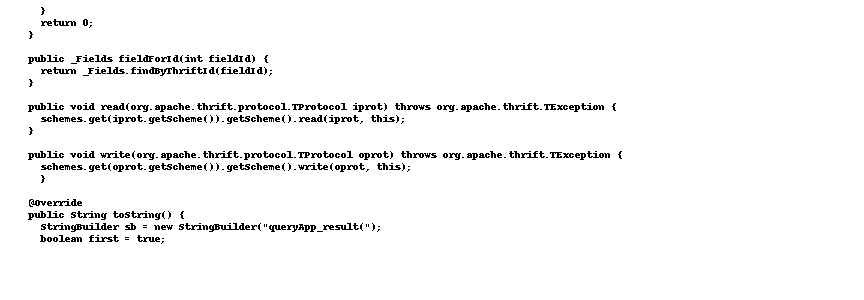 }
return 0;
}
public _Fields fieldForId(int fieldId) {
return _Fields.findByThriftId(fieldId);
}
public void read(org.apache.thrift.protocol.TProtocol iprot) throws org.apache.thrift.TException {
schemes.get(iprot.getScheme()).getScheme().read(iprot, this);
}
public void write(org.apache.thrift.protocol.TProtocol oprot) throws org.apache.thrift.TException {
schemes.get(oprot.getScheme()).getScheme().write(oprot, this);
}
@Override
public String toString() {
StringBuilder sb = new StringBuilder("queryApp_result(");
boolean first = true;